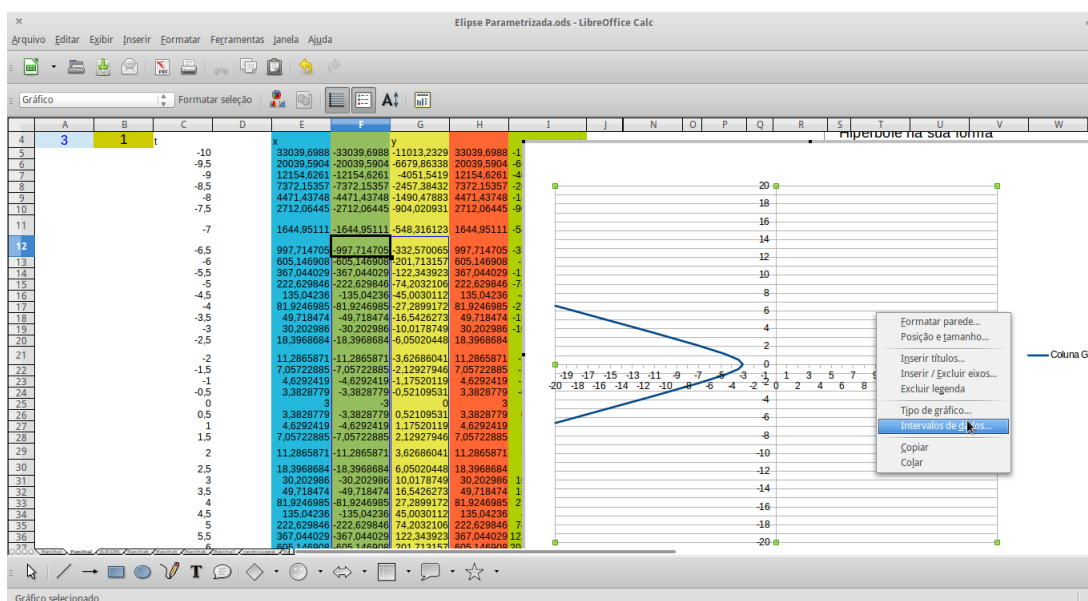 Elipse Parametrizada.ods - LibreOffice Calc
Arquivo Editar Exibir Inserir Formatar Ferramentas Janela Ajuda
Gráfico Formatar seleção
A B C D E F G H I J N O P Q R S T U V W
4 3 1 t x y Hipérbole na sua forma
5 -10 33039,6988 -33039,6988 -11013,2329 33039,6988
6 -9,5 20039,5904 -20039,5904 -6679,86338 20039,5904
7 -9 12154,6261 -12154,6261 -4051,5419 12154,6261
8 -8,5 7372,15357 -7372,15357 -2457,38432 7372,15357
9 -8 4471,43748 -4471,43748 -1490,47883 4471,43748
10 -7,5 2712,06445 -2712,06445 -904,020931 2712,06445
11 -7 1644,95111 -1644,95111 -548,316123 1644,95111
12 -6,5 997,714705 -997,714705 -332,570065 997,714705
13 -6 605,146908 -605,146908 -201,713157 605,146908
14 -5,5 367,044029 -367,044029 -122,343923 367,044029
15 -5 222,629846 -222,629846 -74,2032106 222,629846
16 -4,5 135,04236 -135,04236 -45,0030112 135,04236
17 -4 81,9246985 -81,9246985 -27,2899172 81,9246985
18 -3,5 49,718474 -49,718474 -16,5426273 49,718474
19 -3 30,202986 -30,202986 -10,0178749 30,202986
20 -2,5 18,3968684 -18,3968684 -6,05020448 18,3968684
21 -2 11,2865871 -11,2865871 -3,62686041 11,2865871
22 -1,5 7,05722885 -7,05722885 -2,12927946 7,05722885
23 -1 4,6292419 -4,6292419 -1,17520119 4,6292419
24 -0,5 3,3828779 -3,3828779 -0,52109531 3,3828779
25 0 3 -3 0 3
26 0,5 3,3828779 -3,3828779 0,52109531 3,3828779
27 1 4,6292419 -4,6292419 1,17520119 4,6292419
28 1,5 7,05722885 -7,05722885 2,12927946 7,05722885
29 2 11,2865871 -11,2865871 3,62686041 11,2865871
30 2,5 18,3968684 -18,3968684 6,05020448 18,3968684
31 3 30,202986 -30,202986 10,0178749 30,202986
32 3,5 49,718474 -49,718474 16,5426273 49,718474
33 4 81,9246985 -81,9246985 27,2899172 81,9246985
34 4,5 135,04236 -135,04236 45,0030112 135,04236
35 5 222,629846 -222,629846 74,2032106 222,629846
36 5,5 367,044029 -367,044029 122,343923 367,044029
37 6 605,146908 -605,146908 201,713157 605,146908
20
18
16
14
12
10
8
6
4
2
0
-19 -17 -15 -13 -11 -9 -7 -5 -3 -1 1 3 5 7
-20 -18 -16 -14 -12 -10 -8 -6 -4 -2 0 2 4 6 8
-2
-4
-6
-8
-10
-12
-14
-16
-18
-20
Coluna G
Formatar parede...
Posição e tamanho...
Inserir títulos...
Inserir / Excluir eixos...
Excluir legenda
Tipo de gráfico...
Intervalos de dados...
Copiar
Colar
Gráfico selecionado